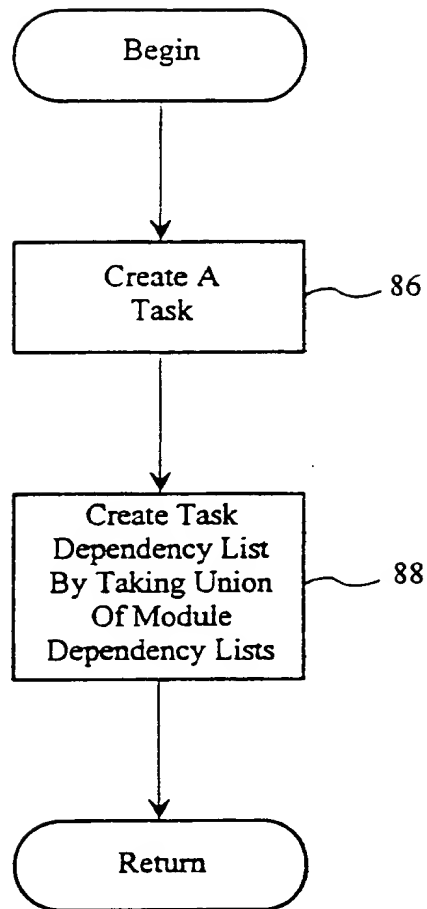 Begin
Create A
Task
86
Create Task
Dependency List
By Taking Union
Of Module
Dependency Lists
88
Return